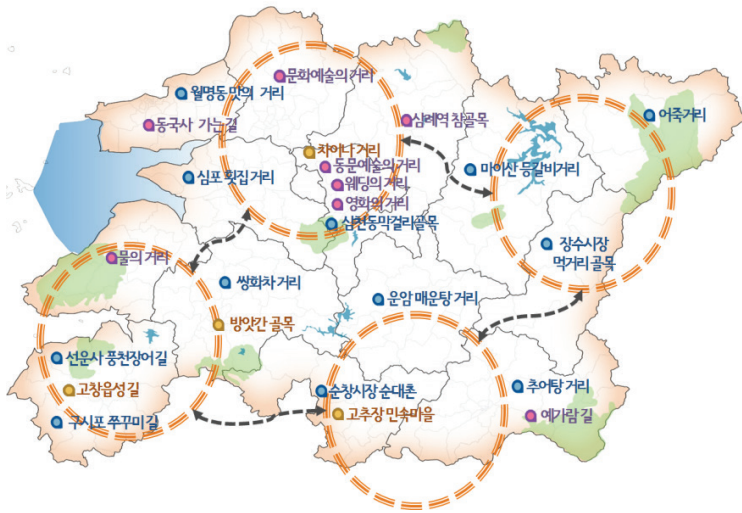 문화예술의 거리
월명동 맛의 거리
어죽거리
동국사 가는길
삼례역 참골목
차이나 거리
동문예술의 거리
마이산 등갈비거리
심포 횟집 거리
웨딩의 거리
영화의 거리
삼천동막걸리골목
장수시장
먹거리 골목
물의 거리
쌍화차 거리
운암 매운탕 거리
방앗간 골목
선운사 풍천장어길
고창읍성길
순창시장 순대촌
추어탕 거리
구시포 쭈꾸미 길
고추장 민속마을
예가람 길